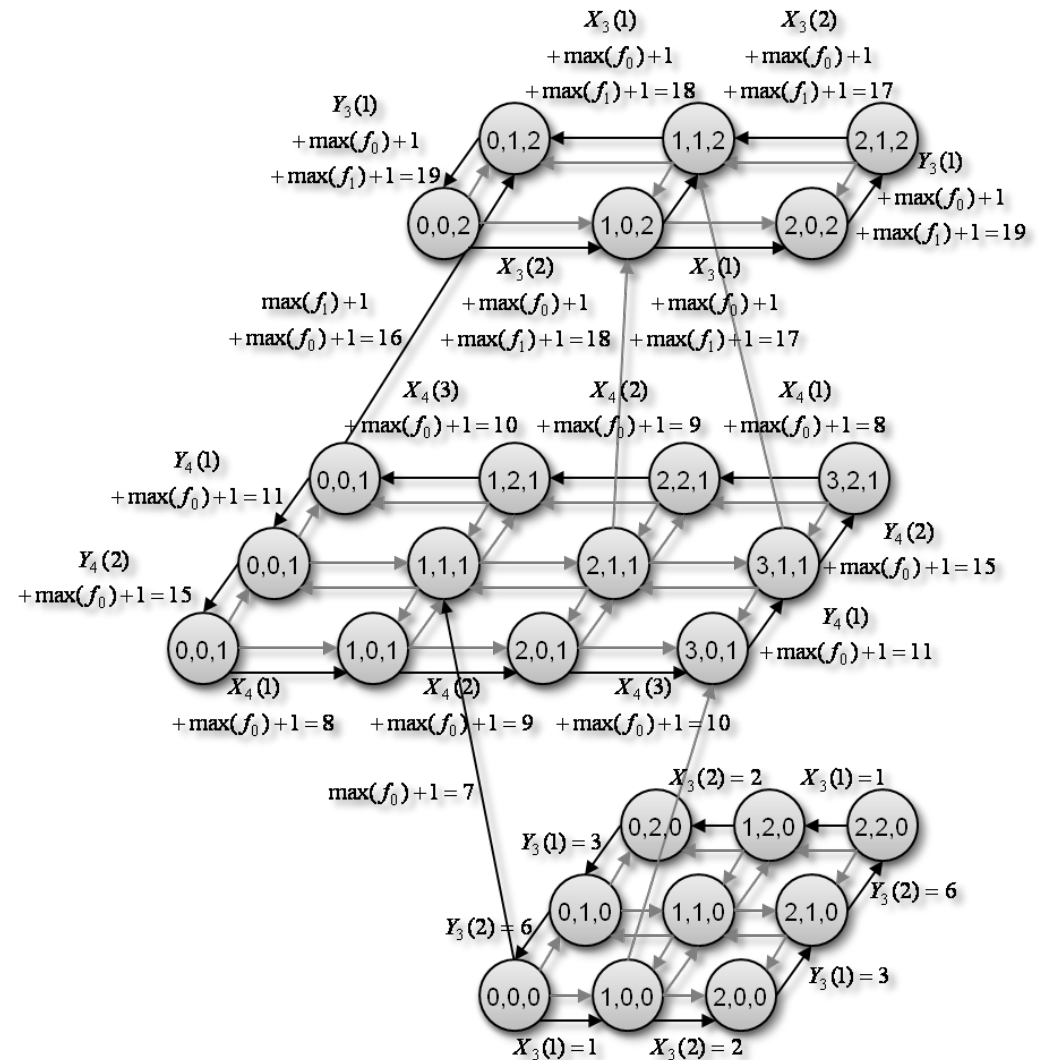 X_3(1)
+max(f_0)+1
+max(f_1)+1=18
X_3(2)
+max(f_0)+1
+max(f_1)+1=17
Y_3(1)
+max(f_0)+1
+max(f_1)+1=19
0,1,2
1,1,2
2,1,2
Y_3(1)
+max(f_0)+1
+max(f_1)+1=19
0,0,2
1,0,2
2,0,2
X_3(2)
+max(f_0)+1
+max(f_1)+1=18
X_3(1)
+max(f_0)+1
+max(f_1)+1=17
max(f_1)+1
+max(f_0)+1=16
X_4(3)
+max(f_0)+1=10
X_4(2)
+max(f_0)+1=9
X_4(1)
+max(f_0)+1=8
Y_4(1)
+max(f_0)+1=11
0,0,1
1,2,1
2,2,1
3,2,1
Y_4(2)
+max(f_0)+1=15
0,0,1
1,1,1
2,1,1
3,1,1
Y_4(2)
+max(f_0)+1=15
0,0,1
1,0,1
2,0,1
3,0,1
Y_4(1)
+max(f_0)+1=11
X_4(1)
+max(f_0)+1=8
X_4(2)
+max(f_0)+1=9
X_4(3)
+max(f_0)+1=10
max(f_0)+1=7
X_3(2)=2
X_3(1)=1
0,2,0
1,2,0
2,2,0
Y_3(1)=3
Y_3(2)=6
0,1,0
1,1,0
2,1,0
Y_3(2)=6
Y_3(1)=3
0,0,0
1,0,0
2,0,0
X_3(1)=1
X_3(2)=2